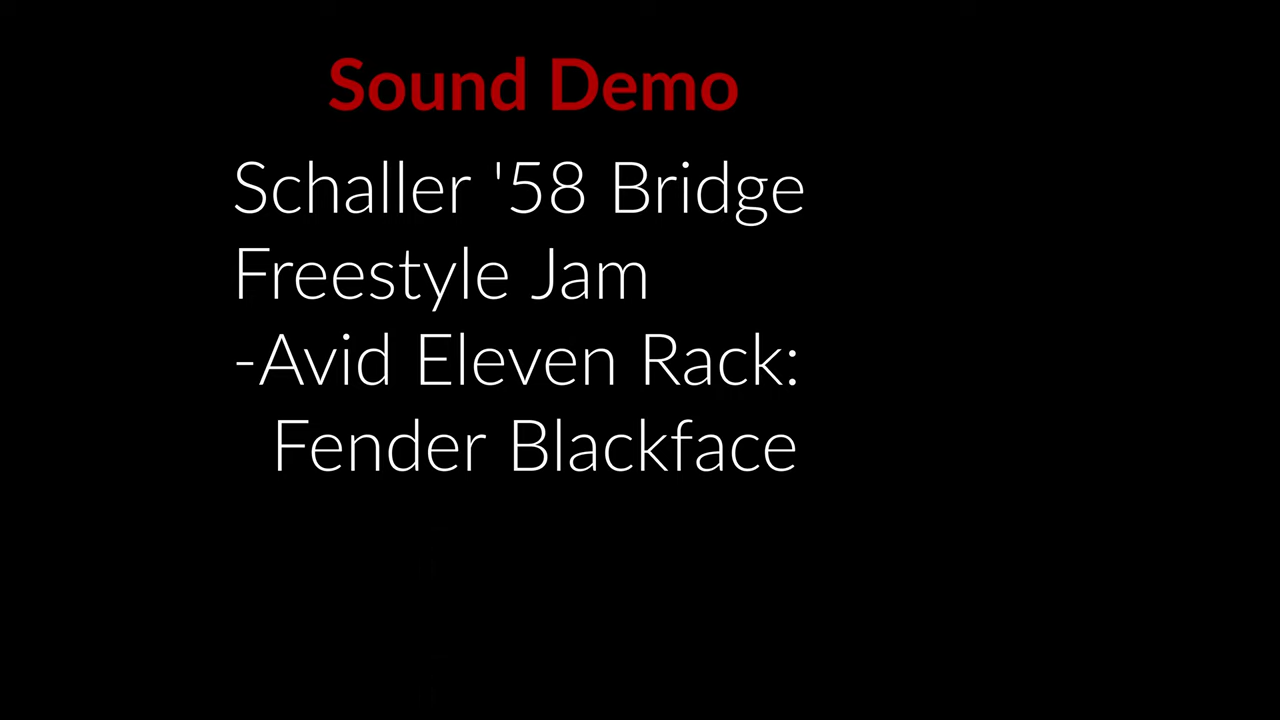 Sound Demo
Schaller '58 Bridge
Freestyle Jam
-Avid Eleven Rack:
Fender Blackface